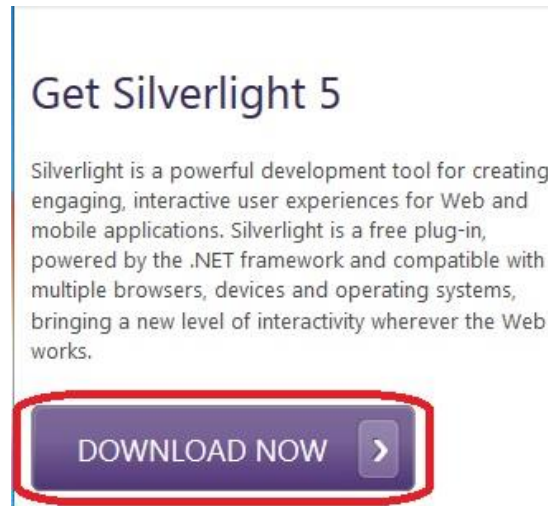 Get Silverlight 5
Silverlight is a powerful development tool for creating
engaging, interactive user experiences for Web and
mobile applications. Silverlight is a free plug-in,
powered by the .NET framework and compatible with
multiple browsers, devices and operating systems,
bringing a new level of interactivity wherever the Web
works.
DOWNLOAD NOW